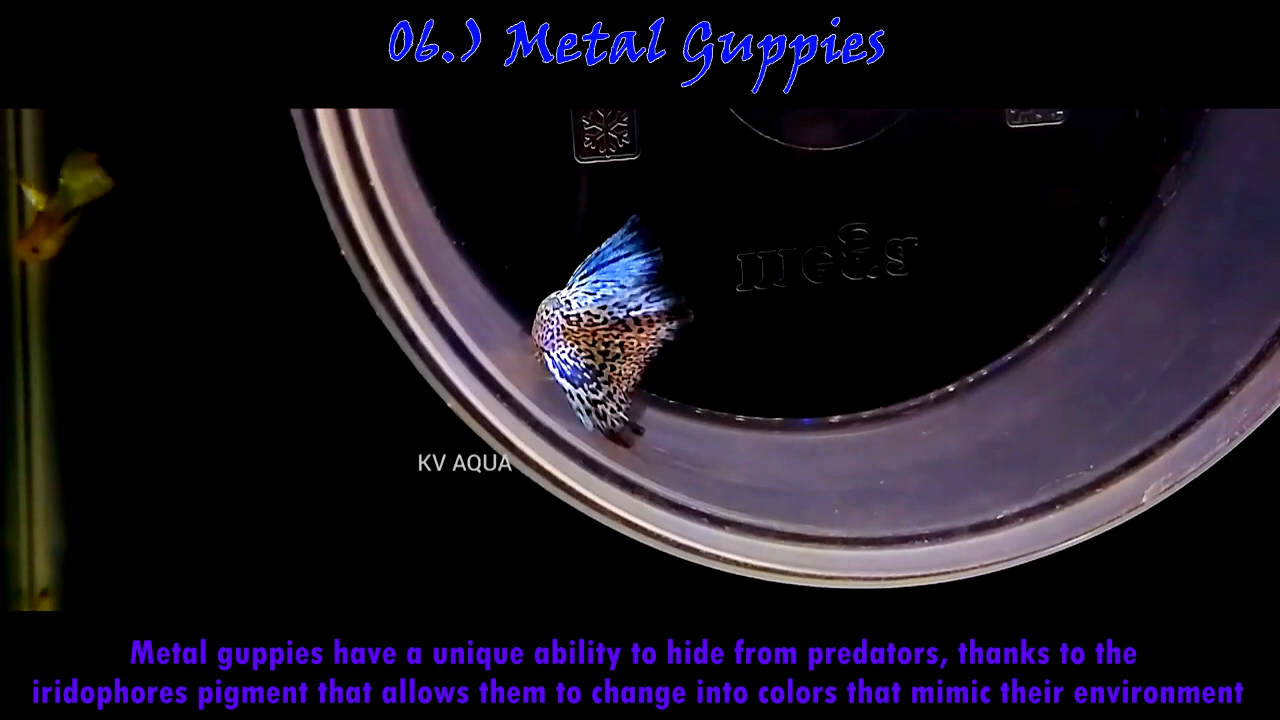 06.) Metal Guppies
KV AQUA
Metal guppies have a unique ability to hide from predators, thanks to the
iridophores pigment that allows them to change into colors that mimic their environment